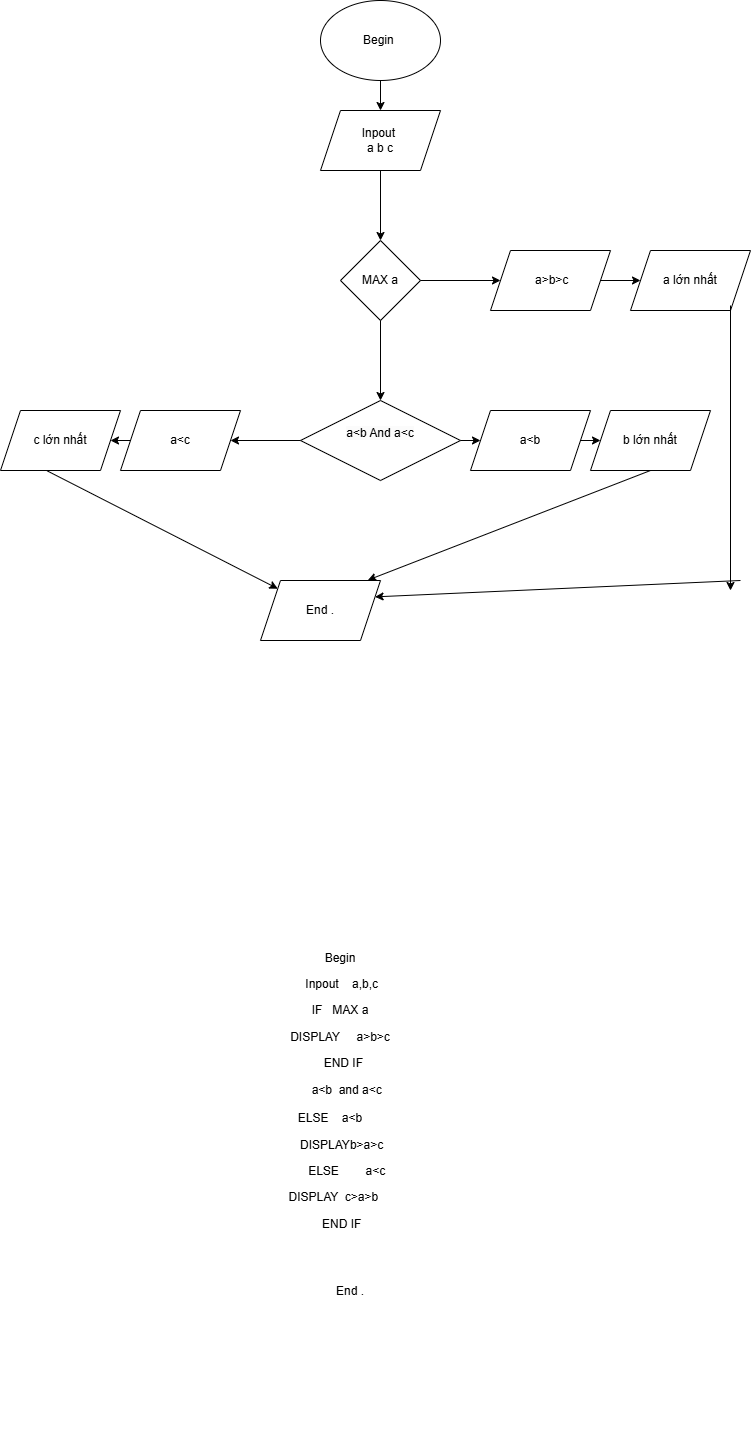 Begin
Inpout
a b c
MAX a
a>b>c
a lớn nhất
c lớn nhất
a<c
a<b And a<c
a<b
b lớn nhất
End .
Begin
Inpout a,b,c
IF MAX a
DISPLAY a>b>c
END IF
a<b and a<c
ELSE a<b
DISPLAYb>a>c
ELSE a<c
DISPLAY c>a>b
END IF
End .